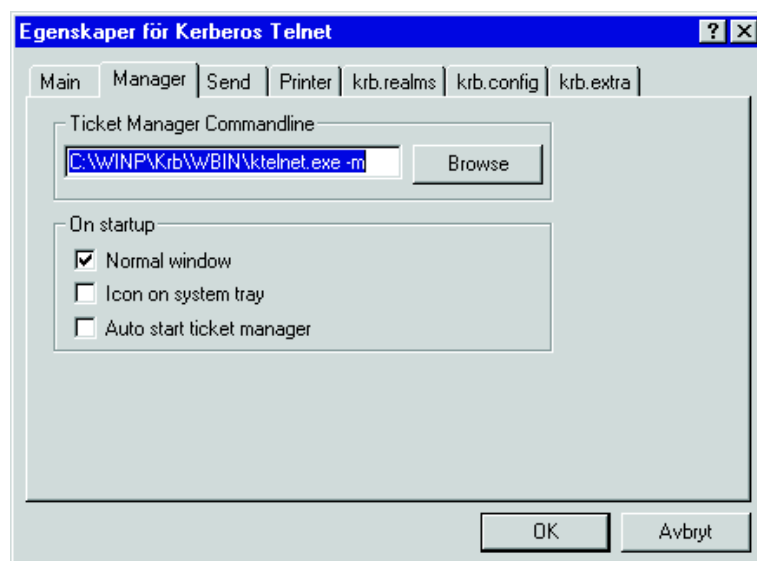 Egenskaper för Kerberos Telnet
Main Manager Send Printer krb.realms krb.config krb.extra
Ticket Manager Commandline
C:\WINP\Krb\WBIN\ktelnet.exe -m Browse
On startup
Normal window
Icon on system tray
Auto start ticket manager
OK Avbryt